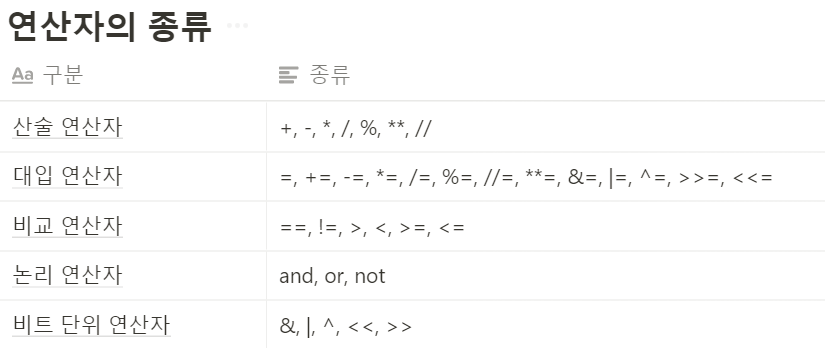 연산자의 종류
Aa 구분 종류
산술 연산자 +, -, *, /, %, **, //
대입 연산자 =, +=, -=, *=, /=, %=, //=, **=, &=, |=, ^=, >>=, <<=
비교 연산자 ==, !=, >, <, >=, <=
논리 연산자 and, or, not
비트 단위 연산자 &, |, ^, <<, >>